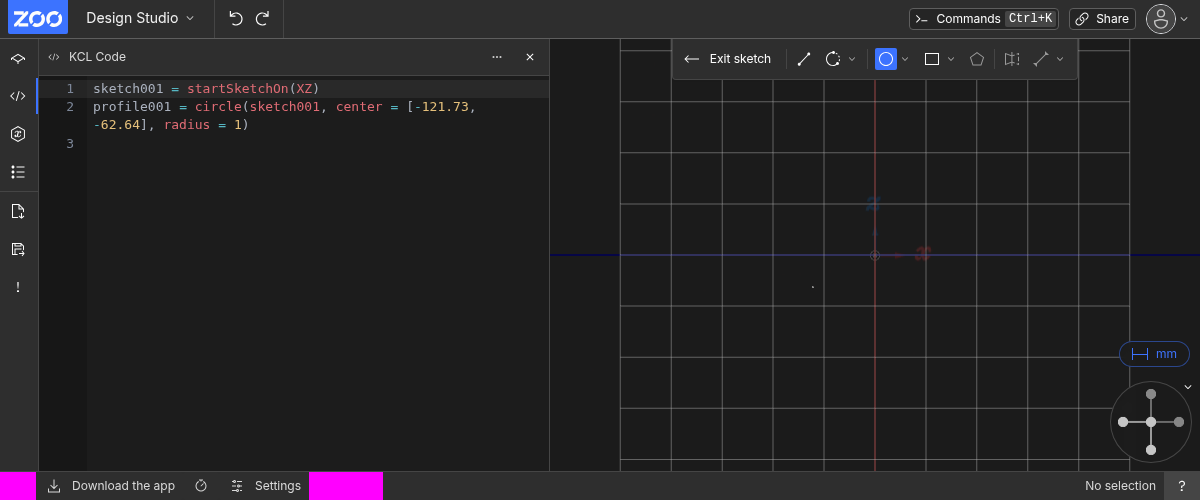 ZOO Design Studio Commands Ctrl+K Share
KCL Code
Exit sketch
1 sketch001 = startSketchOn(XZ)
2 profile001 = circle(sketch001, center = [-121.73,
-62.64], radius = 1)
3
Z
X
mm
Download the app Settings No selection ?